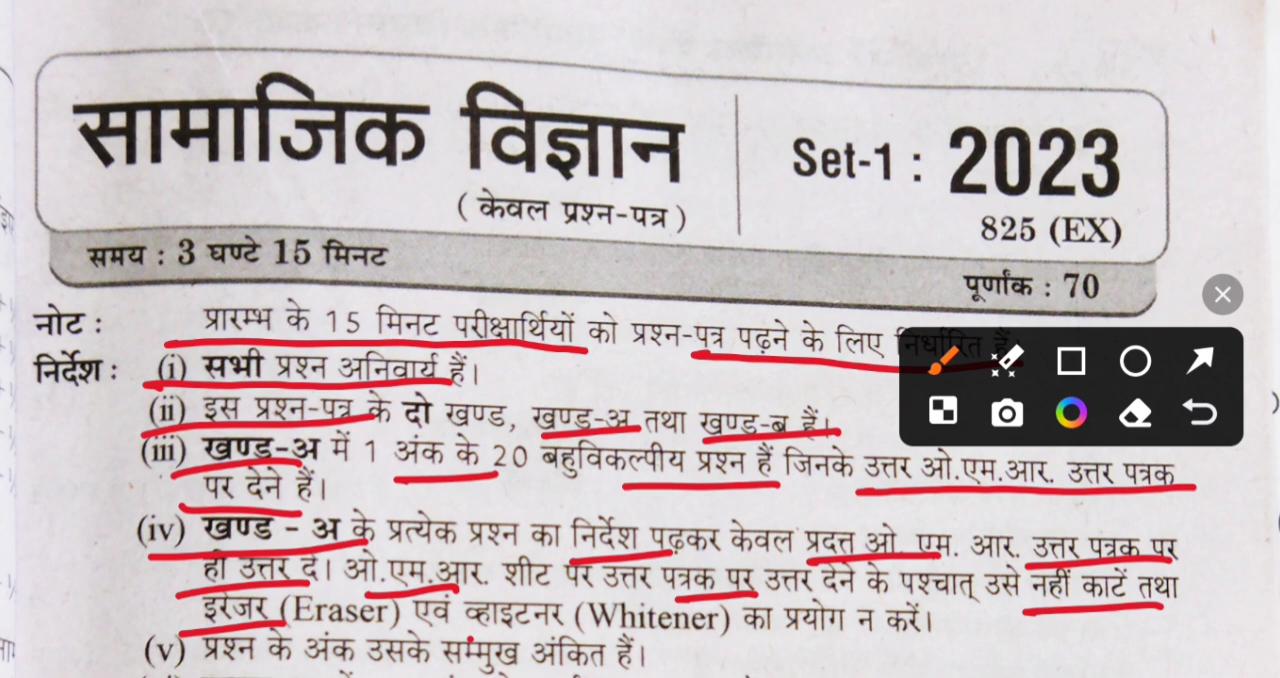 सामाजिक विज्ञान
(केवल प्रश्न-पत्र)
Set-1 : 2023
825 (EX)
समय : 3 घण्टे 15 मिनट
पूर्णांक : 70
नोट : प्रारम्भ के 15 मिनट परीक्षार्थियों को प्रश्न-पत्र पढ़ने के लिए निर्धारित हैं।
निर्देश : (i) सभी प्रश्न अनिवार्य हैं।
(ii) इस प्रश्न-पत्र के दो खण्ड, खण्ड-अ तथा खण्ड-ब हैं।
(iii) खण्ड-अ में 1 अंक के 20 बहुविकल्पीय प्रश्न हैं जिनके उत्तर ओ.एम.आर. उत्तर पत्रक
पर देने हैं।
(iv) खण्ड - अ के प्रत्येक प्रश्न का निर्देश पढ़कर केवल प्रदत्त ओ. एम. आर. उत्तर पत्रक पर
ही उत्तर दें। ओ.एम.आर. शीट पर उत्तर पत्रक पर उत्तर देने के पश्चात् उसे नहीं काटें तथा
इरेजर (Eraser) एवं व्हाइटनर (Whitener) का प्रयोग न करें।
(v) प्रश्न के अंक उसके सम्मुख अंकित हैं।